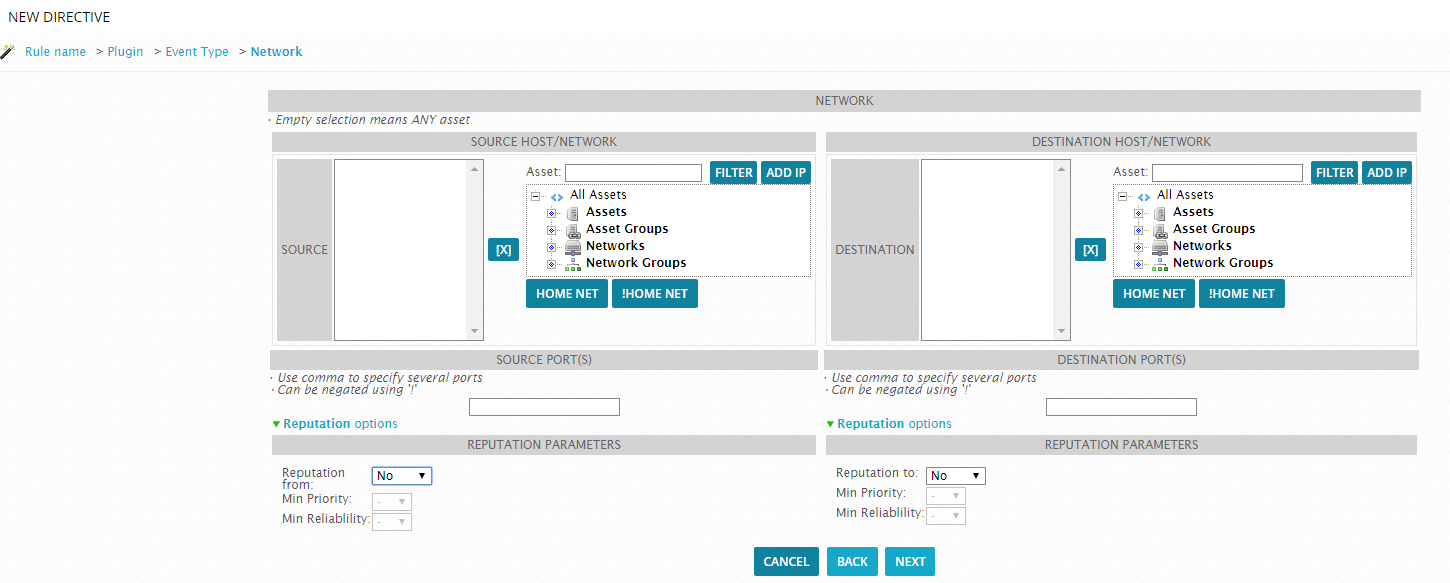 NEW DIRECTIVE
Rule name > Plugin > Event Type > Network
NETWORK
· Empty selection means ANY asset
SOURCE HOST/NETWORK
SOURCE
[X]
Asset:
FILTER
ADD IP
All Assets
Assets
Asset Groups
Networks
Network Groups
HOME NET
!HOME NET
DESTINATION HOST/NETWORK
DESTINATION
[X]
Asset:
FILTER
ADD IP
All Assets
Assets
Asset Groups
Networks
Network Groups
HOME NET
!HOME NET
SOURCE PORT(S)
· Use comma to specify several ports
· Can be negated using '!'
Reputation options
REPUTATION PARAMETERS
Reputation
from:
No
Min Priority:
-
Min Reliablility:
-
DESTINATION PORT(S)
· Use comma to specify several ports
· Can be negated using '!'
Reputation options
REPUTATION PARAMETERS
Reputation to:
No
Min Priority:
-
Min Reliablility:
-
CANCEL
BACK
NEXT